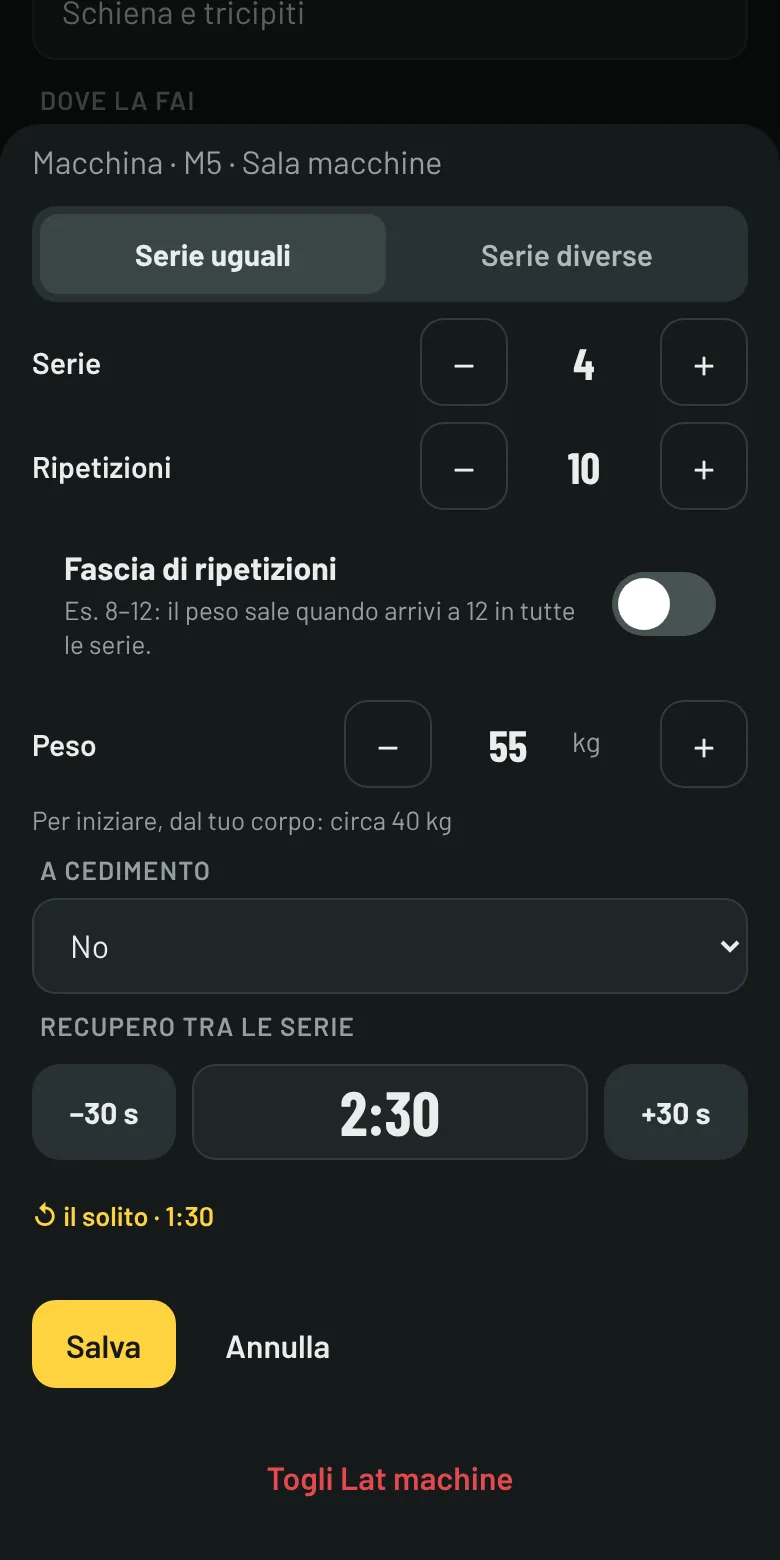 Schiena e tricipiti
DOVE LA FAI
Macchina · M5 · Sala macchine
Serie uguali
Serie diverse
Serie
−
4
+
Ripetizioni
−
10
+
Fascia di ripetizioni
Es. 8–12: il peso sale quando arrivi a 12 in tutte
le serie.
Peso
−
55
kg
+
Per iniziare, dal tuo corpo: circa 40 kg
A CEDIMENTO
No
RECUPERO TRA LE SERIE
−30 s
2:30
+30 s
↺ il solito · 1:30
Salva
Annulla
Togli Lat machine